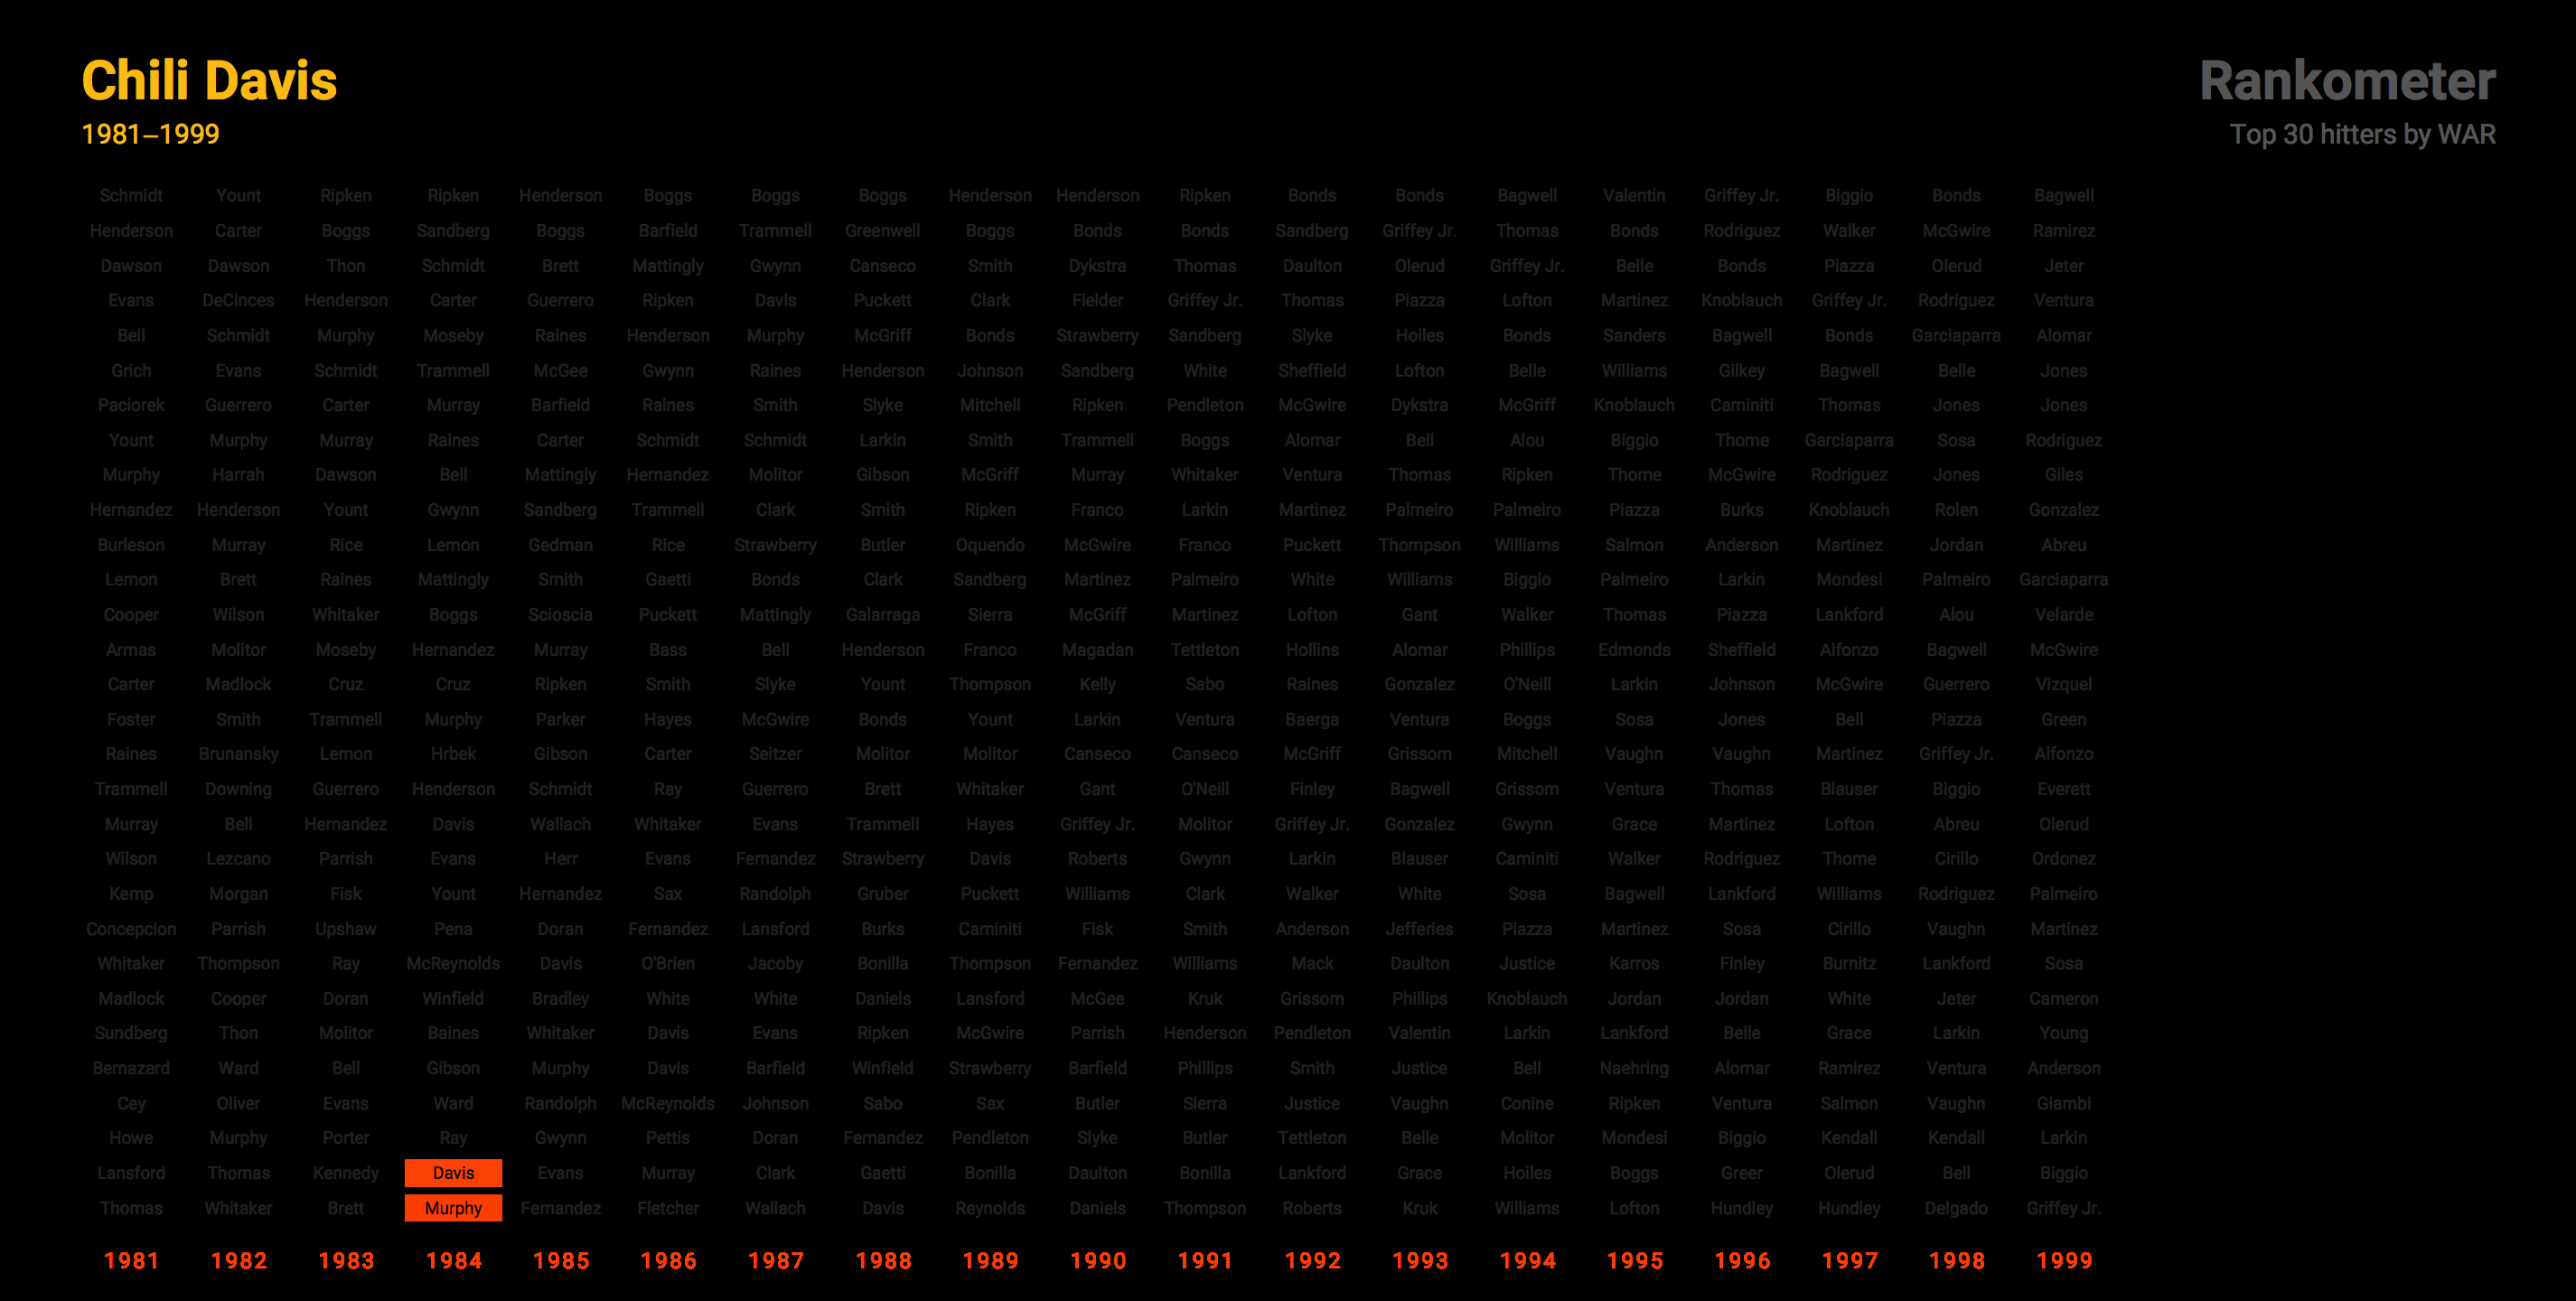 Chili Davis
1981–1999
Rankometer
Top 30 hitters by WAR
Schmidt Yount Ripken Ripken Henderson Boggs Boggs Boggs Henderson Henderson Ripken Bonds Bonds Bagwell Valentin Griffey Jr. Biggio Bonds Bagwell
Henderson Carter Boggs Sandberg Boggs Barfield Trammell Greenwell Boggs Bonds Bonds Sandberg Griffey Jr. Thomas Bonds Rodriguez Walker McGwire Ramirez
Dawson Dawson Thon Schmidt Brett Mattingly Gwynn Canseco Smith Dykstra Thomas Daulton Olerud Griffey Jr. Belle Bonds Piazza Olerud Jeter
Evans DeCinces Henderson Carter Guerrero Ripken Davis Puckett Clark Fielder Griffey Jr. Thomas Piazza Lofton Martinez Knoblauch Griffey Jr. Rodriguez Ventura
Bell Schmidt Murphy Moseby Raines Henderson Murphy McGriff Bonds Strawberry Sandberg Slyke Hoiles Bonds Sanders Bagwell Bonds Garciaparra Alomar
Grich Evans Schmidt Trammell McGee Gwynn Raines Henderson Johnson Sandberg White Sheffield Lofton Belle Williams Gilkey Bagwell Belle Jones
Paciorek Guerrero Carter Murray Barfield Raines Smith Slyke Mitchell Ripken Pendleton McGwire Dykstra McGriff Knoblauch Caminiti Thomas Jones Jones
Yount Murphy Murray Raines Carter Schmidt Schmidt Larkin Smith Trammell Boggs Alomar Bell Alou Biggio Thome Garciaparra Sosa Rodriguez
Murphy Harrah Dawson Bell Mattingly Hernandez Molitor Gibson McGriff Murray Whitaker Ventura Thomas Ripken Thome McGwire Rodriguez Jones Giles
Hernandez Henderson Yount Gwynn Sandberg Trammell Clark Smith Ripken Franco Larkin Martinez Palmeiro Palmeiro Piazza Burks Knoblauch Rolen Gonzalez
Burleson Murray Rice Lemon Gedman Rice Strawberry Butler Oquendo McGwire Franco Puckett Thompson Williams Salmon Anderson Martinez Jordan Abreu
Lemon Brett Raines Mattingly Smith Gaetti Bonds Clark Sandberg Martinez Palmeiro White Williams Biggio Palmeiro Larkin Mondesi Palmeiro Garciaparra
Cooper Wilson Whitaker Boggs Scioscia Puckett Mattingly Galarraga Sierra McGriff Martinez Lofton Gant Walker Thomas Piazza Lankford Alou Velarde
Armas Molitor Moseby Hernandez Murray Bass Bell Henderson Franco Magadan Tettleton Hollins Alomar Phillips Edmonds Sheffield Alfonzo Bagwell McGwire
Carter Madlock Cruz Cruz Ripken Smith Slyke Yount Thompson Kelly Sabo Raines Gonzalez O'Neill Larkin Johnson McGwire Guerrero Vizquel
Foster Smith Trammell Murphy Parker Hayes McGwire Bonds Yount Larkin Ventura Baerga Ventura Boggs Sosa Jones Bell Piazza Green
Raines Brunansky Lemon Hrbek Gibson Carter Seitzer Molitor Molitor Canseco Canseco McGriff Grissom Mitchell Vaughn Vaughn Martinez Griffey Jr. Alfonzo
Trammell Downing Guerrero Henderson Schmidt Ray Guerrero Brett Whitaker Gant O'Neill Finley Bagwell Grissom Ventura Thomas Blauser Biggio Everett
Murray Bell Hernandez Davis Wallach Whitaker Evans Trammell Hayes Griffey Jr. Molitor Griffey Jr. Gonzalez Gwynn Grace Martinez Lofton Abreu Olerud
Wilson Lezcano Parrish Evans Herr Evans Fernandez Strawberry Davis Roberts Gwynn Larkin Blauser Caminiti Walker Rodriguez Thome Cirillo Ordonez
Kemp Morgan Fisk Yount Hernandez Sax Randolph Gruber Puckett Williams Clark Walker White Sosa Bagwell Lankford Williams Rodriguez Palmeiro
Concepcion Parrish Upshaw Pena Doran Fernandez Lansford Burks Caminiti Fisk Smith Anderson Jefferies Piazza Martinez Sosa Cirillo Vaughn Martinez
Whitaker Thompson Ray McReynolds Davis O'Brien Jacoby Bonilla Thompson Fernandez Williams Mack Daulton Justice Karros Finley Burnitz Lankford Sosa
Madlock Cooper Doran Winfield Bradley White White Daniels Lansford McGee Kruk Grissom Phillips Knoblauch Jordan Jordan White Jeter Cameron
Sundberg Thon Molitor Baines Whitaker Davis Evans Ripken McGwire Parrish Henderson Pendleton Valentin Larkin Lankford Belle Grace Larkin Young
Bernazard Ward Bell Gibson Murphy Davis Barfield Winfield Strawberry Barfield Phillips Smith Justice Bell Naehring Alomar Ramirez Ventura Anderson
Cey Oliver Evans Ward Randolph McReynolds Johnson Sabo Sax Butler Sierra Justice Vaughn Conine Ripken Ventura Salmon Vaughn Giambi
Howe Murphy Porter Ray Gwynn Pettis Doran Fernandez Pendleton Slyke Butler Tettleton Belle Molitor Mondesi Biggio Kendall Kendall Larkin
Lansford Thomas Kennedy Davis Evans Murray Clark Gaetti Bonilla Daulton Bonilla Lankford Grace Hoiles Boggs Greer Olerud Bell Biggio
Thomas Whitaker Brett Murphy Fernandez Fletcher Wallach Davis Reynolds Daniels Thompson Roberts Kruk Williams Lofton Hundley Hundley Delgado Griffey Jr.
1981 1982 1983 1984 1985 1986 1987 1988 1989 1990 1991 1992 1993 1994 1995 1996 1997 1998 1999